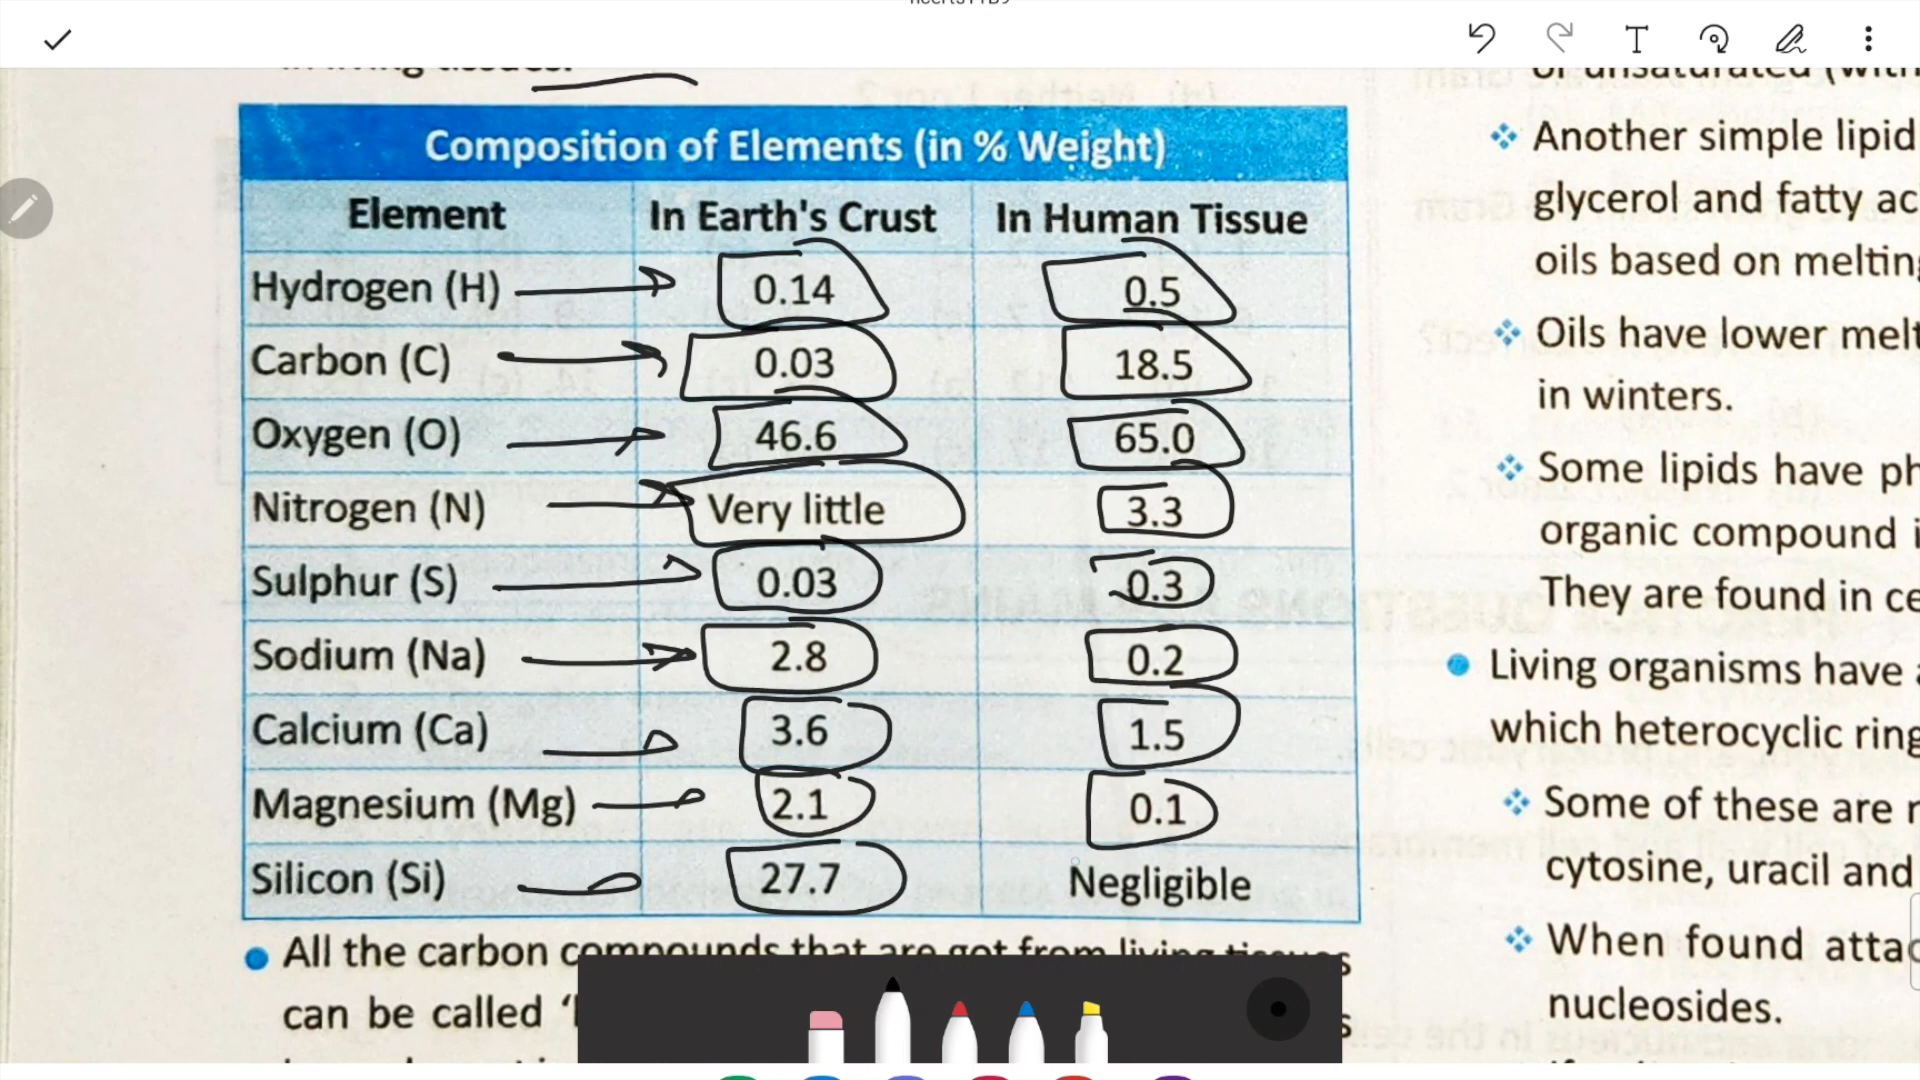 Composition of Elements (in % Weight)
Element In Earth's Crust In Human Tissue
Hydrogen (H) 0.14 0.5
Carbon (C) 0.03 18.5
Oxygen (O) 46.6 65.0
Nitrogen (N) Very little 3.3
Sulphur (S) 0.03 0.3
Sodium (Na) 2.8 0.2
Calcium (Ca) 3.6 1.5
Magnesium (Mg) 2.1 0.1
Silicon (Si) 27.7 Negligible
All the carbon compounds that are got from living tissues
can be called
Another simple lipid
glycerol and fatty ac
oils based on melting
Oils have lower melt
in winters.
Some lipids have ph
organic compound i
They are found in ce
Living organisms have a
which heterocyclic ring
Some of these are n
cytosine, uracil and
When found attac
nucleosides.